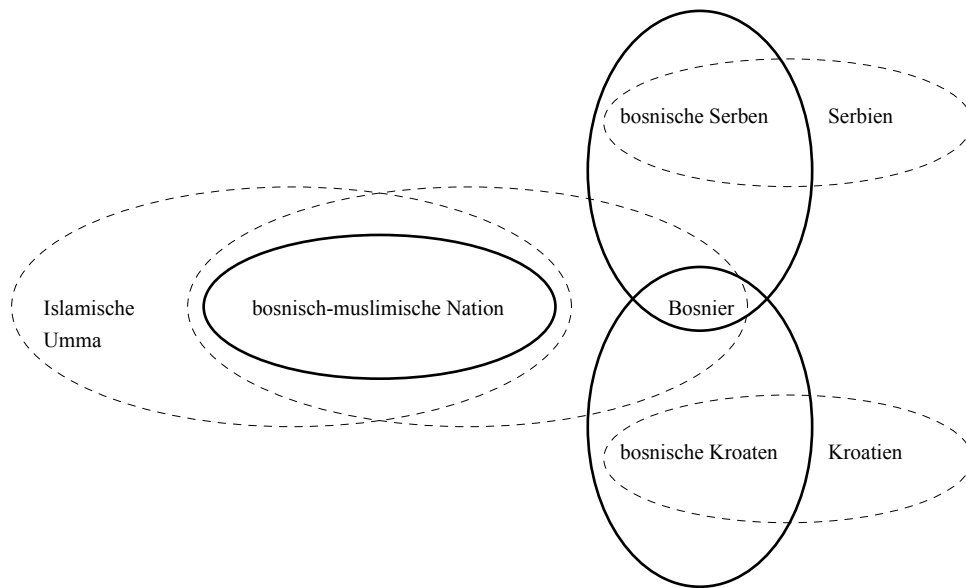 bosnische Serben
Serbien
Islamische
Umma
bosnisch-muslimische Nation
Bosnier
bosnische Kroaten
Kroatien